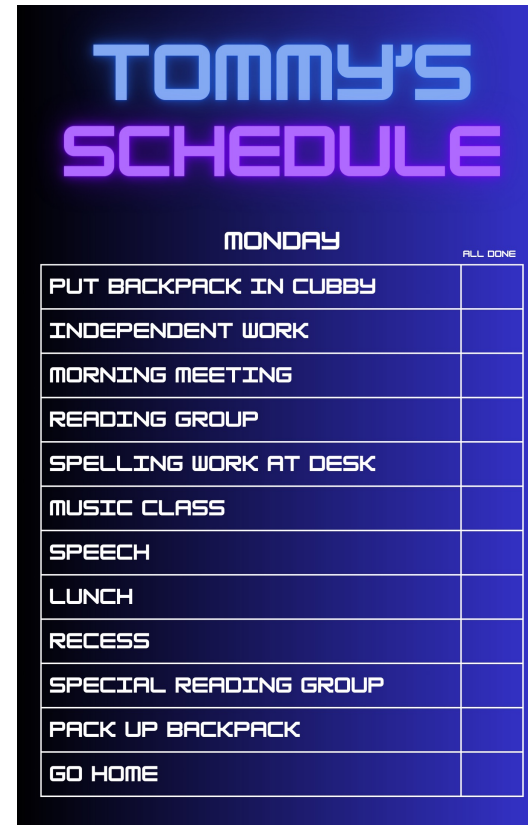 TOMMY'S
SCHEDULE
MONDAY
ALL DONE
PUT BACKPACK IN CUBBY
INDEPENDENT WORK
MORNING MEETING
READING GROUP
SPELLING WORK AT DESK
MUSIC CLASS
SPEECH
LUNCH
RECESS
SPECIAL READING GROUP
PACK UP BACKPACK
GO HOME